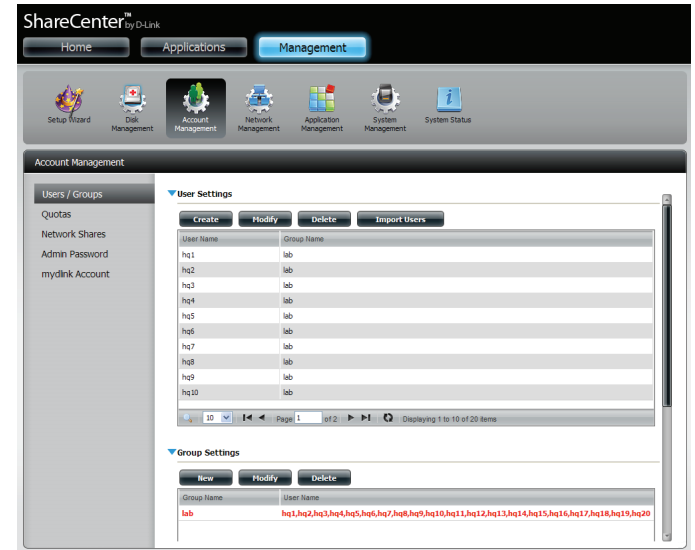 ShareCenter™ by D-Link
Home Applications Management
Setup Wizard Disk Management Account Management Network Management Application Management System Management System Status
Account Management
Users / Groups
Quotas
Network Shares
Admin Password
mydlink Account
User Settings
Create Modify Delete Import Users
User Name Group Name
hq1 lab
hq2 lab
hq3 lab
hq4 lab
hq5 lab
hq6 lab
hq7 lab
hq8 lab
hq9 lab
hq10 lab
10 Page 1 of 2 Displaying 1 to 10 of 20 items
Group Settings
New Modify Delete
Group Name User Name
lab hq1,hq2,hq3,hq4,hq5,hq6,hq7,hq8,hq9,hq10,hq11,hq12,hq13,hq14,hq15,hq16,hq17,hq18,hq19,hq20